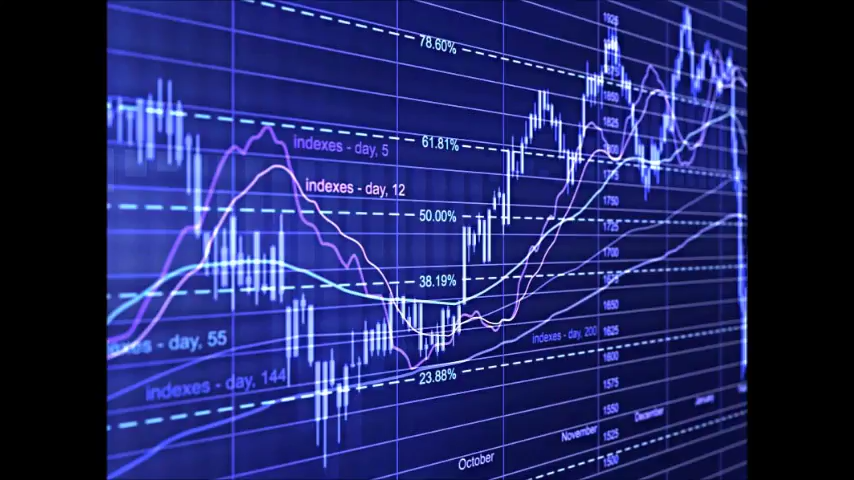 78.60%
indexes - day, 5
61.81%
indexes - day, 12
50.00%
38.19%
indexes - day, 200
indexes - day, 55
indexes - day, 144
23.88%
1925
1850
1825
1800
1775
1750
1725
1700
1675
1650
1625
1600
1575
1550
1525
1500
October
November
December
January